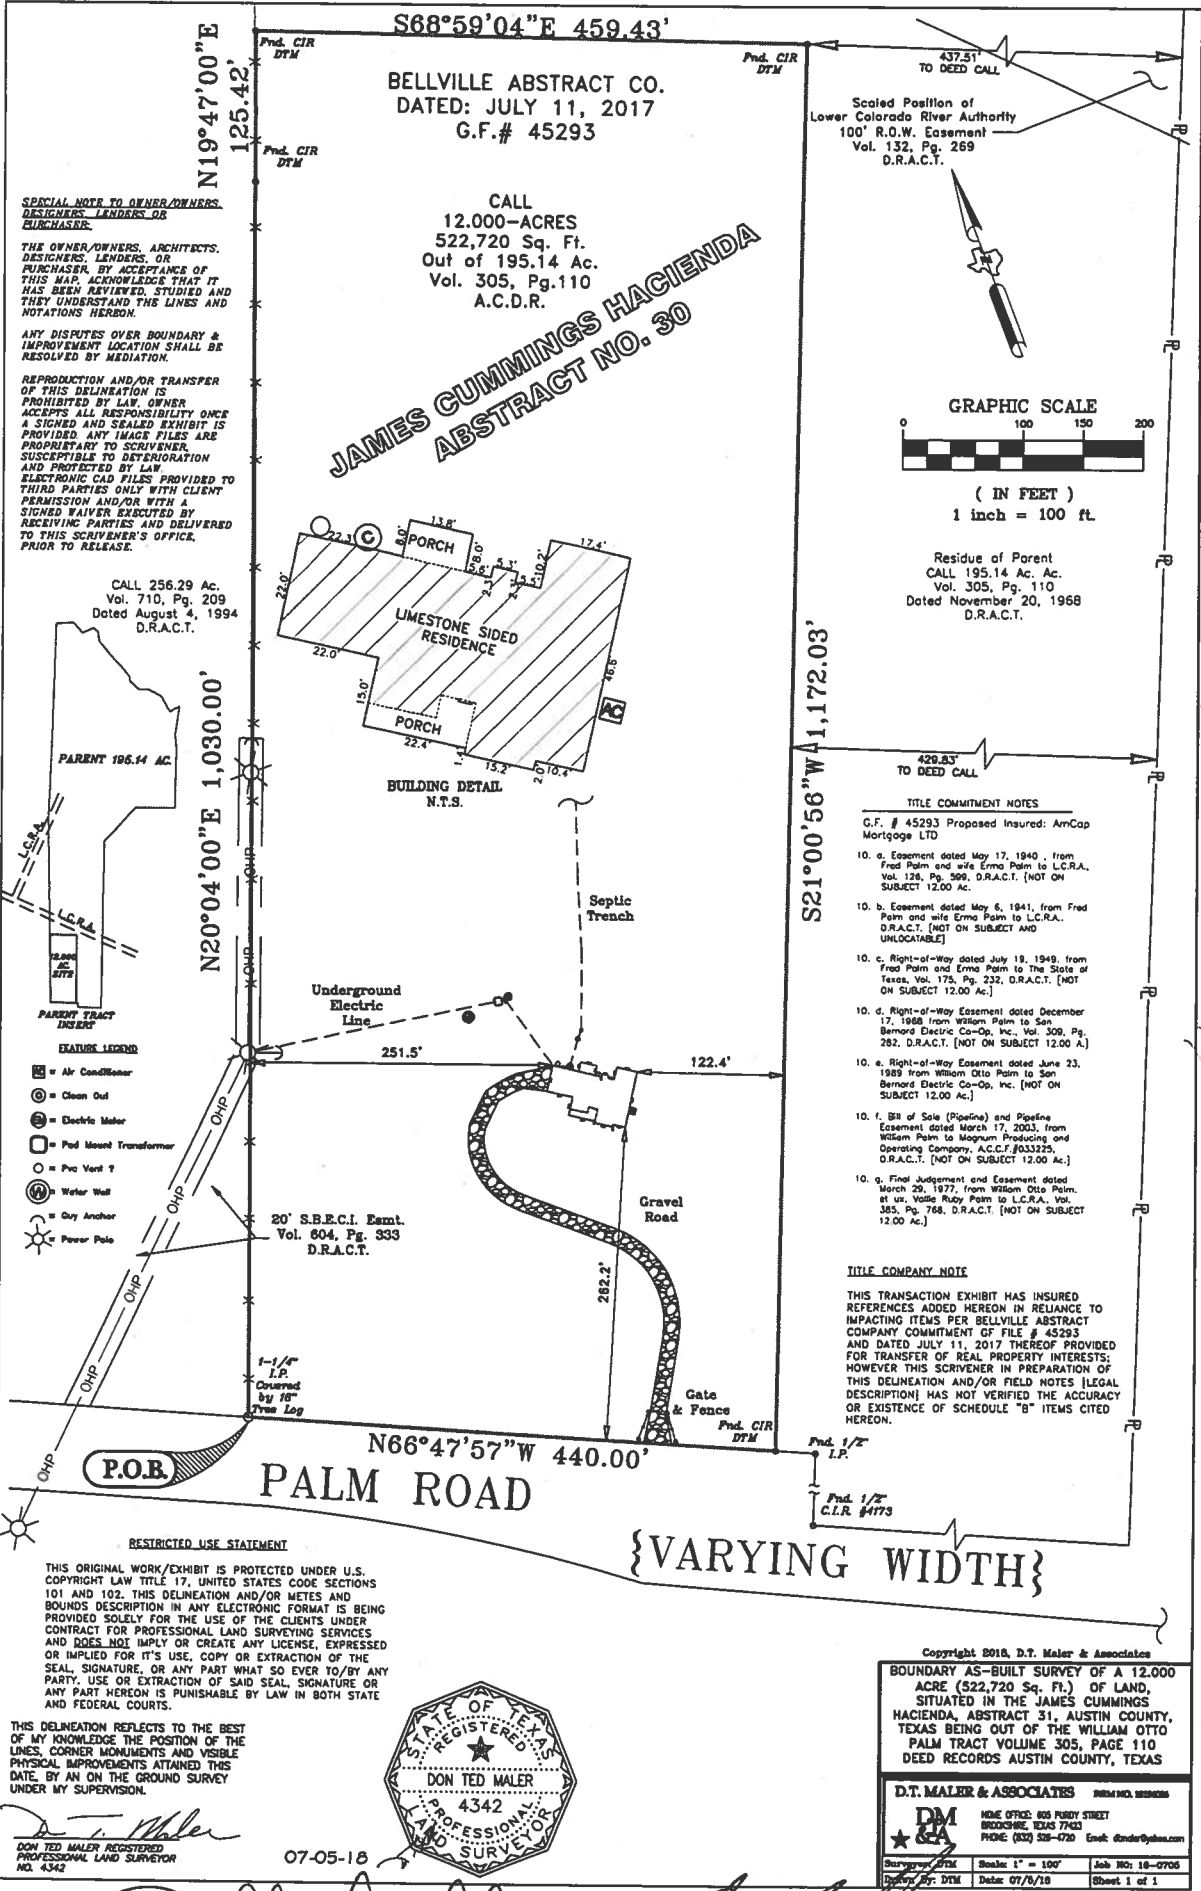 S68°59'04"E 459.43'
N19°47'00"E
125.42'
Fnd. CIR
DTM
Fnd. CIR
DTM
Fnd. CIR
DTM
BELLVILLE ABSTRACT CO.
DATED: JULY 11, 2017
G.F.# 45293
437.51'
TO DEED CALL
Scaled Position of
Lower Colorado River Authority
100' R.O.W. Easement
Vol. 132, Pg. 269
D.R.A.C.T.
CALL
12.000-ACRES
522,720 Sq. Ft.
Out of 195.14 Ac.
Vol. 305, Pg.110
A.C.D.R.
JAMES CUMMINGS HACIENDA
ABSTRACT NO. 30
SPECIAL NOTE TO OWNER/OWNERS,
DESIGNERS, LENDERS OR
PURCHASER:
THE OWNER/OWNERS, ARCHITECTS,
DESIGNERS, LENDERS, OR
PURCHASER, BY ACCEPTANCE OF
THIS MAP, ACKNOWLEDGE THAT IT
HAS BEEN REVIEWED, STUDIED AND
THEY UNDERSTAND THE LINES AND
NOTATIONS HEREON.
ANY DISPUTES OVER BOUNDARY &
IMPROVEMENT LOCATION SHALL BE
RESOLVED BY MEDIATION.
REPRODUCTION AND/OR TRANSFER
OF THIS DELINEATION IS
PROHIBITED BY LAW. OWNER
ACCEPTS ALL RESPONSIBILITY ONCE
A SIGNED AND SEALED EXHIBIT IS
PROVIDED. ANY IMAGE FILES ARE
PROPRIETARY TO SCRIVENER,
SUSCEPTIBLE TO DETERIORATION
AND PROTECTED BY LAW.
ELECTRONIC CAD FILES PROVIDED TO
THIRD PARTIES ONLY WITH CLIENT
PERMISSION AND/OR WITH A
SIGNED WAIVER EXECUTED BY
RECEIVING PARTIES AND DELIVERED
TO THIS SCRIVENER'S OFFICE,
PRIOR TO RELEASE.
GRAPHIC SCALE
0 100 150 200
( IN FEET )
1 inch = 100 ft.
Residue of Parent
CALL 195.14 Ac. Ac.
Vol. 305, Pg. 110
Dated November 20, 1968
D.R.A.C.T.
CALL 256.29 Ac.
Vol. 710, Pg. 209
Dated August 4, 1994
D.R.A.C.T.
22.3'
C
8.0'
13.8'
PORCH
8.0'
5.6'
2.3'
5.3'
2.3'
5.5'
10.2'
17.4'
22.0'
LIMESTONE SIDED
RESIDENCE
22.0'
15.0'
46.6'
AC
PORCH
22.4'
1.4'
15.2'
2.0'
10.4'
BUILDING DETAIL
N.T.S.
N20°04'00"E 1,030.00'
S21°00'56"W 1,172.03'
429.83'
TO DEED CALL
PARENT 195.14 AC.
L.C.R.A.
L.C.R.A.
12.000
AC.
SITE
PARENT TRACT
INSERT
FEATURE LEGEND
AC = Air Conditioner
= Clean Out
= Electric Meter
= Pad Mount Transformer
= Pvc Vent ?
W = Water Well
= Guy Anchor
= Power Pole
OHP
OHP
Septic
Trench
Underground
Electric
Line
251.5'
122.4'
Gravel
Road
262.2'
20' S.B.E.C.I. Esmt.
Vol. 604, Pg. 333
D.R.A.C.T.
OHP
OHP
OHP
OHP
OHP
1-1/4"
I.P.
Covered
by 16"
Tree Log
Gate
& Fence
Fnd. CIR
DTM
Fnd. 1/2"
I.P.
Fnd. 1/2"
C.I.R. #4173
N66°47'57"W 440.00'
P.O.B.
PALM ROAD
{VARYING WIDTH}
TITLE COMMITMENT NOTES
G.F. # 45293 Proposed Insured: AmCap
Mortgage LTD
10. a. Easement dated May 17, 1940 , from
Fred Palm and wife Erma Palm to L.C.R.A.,
Vol. 126, Pg. 599, D.R.A.C.T. [NOT ON
SUBJECT 12.00 Ac.
10. b. Easement dated May 6, 1941, from Fred
Palm and wife Erma Palm to L.C.R.A..
D.R.A.C.T. [NOT ON SUBJECT AND
UNLOCATABLE]
10. c. Right-of-Way dated July 19, 1949, from
Fred Palm and Erma Palm to The State of
Texas, Vol. 175, Pg. 232, D.R.A.C.T. [NOT
ON SUBJECT 12.00 Ac.]
10. d. Right-of-Way Easement dated December
17, 1968 from William Palm to San
Bernard Electric Co-Op, Inc., Vol. 309, Pg.
282, D.R.A.C.T. [NOT ON SUBJECT 12.00 A.]
10. e. Right-of-Way Easement dated June 23,
1989 from William Otto Palm to San
Bernard Electric Co-Op, Inc. [NOT ON
SUBJECT 12.00 Ac.]
10. f. Bill of Sale (Pipeline) and Pipeline
Easement dated March 17, 2003, from
William Palm to Magnum Producing and
Operating Company, A.C.C.F.#033225,
D.R.A.C.T. [NOT ON SUBJECT 12.00 Ac.]
10. g. Final Judgement and Easement dated
March 29, 1977, from William Otto Palm,
et ux, Vallie Ruby Palm to L.C.R.A., Vol.
385, Pg. 768, D.R.A.C.T. [NOT ON SUBJECT
12.00 Ac.]
TITLE COMPANY NOTE
THIS TRANSACTION EXHIBIT HAS INSURED
REFERENCES ADDED HEREON IN RELIANCE TO
IMPACTING ITEMS PER BELLVILLE ABSTRACT
COMPANY COMMITMENT GF FILE # 45293
AND DATED JULY 11, 2017 THEREOF PROVIDED
FOR TRANSFER OF REAL PROPERTY INTERESTS;
HOWEVER THIS SCRIVENER IN PREPARATION OF
THIS DELINEATION AND/OR FIELD NOTES [LEGAL
DESCRIPTION] HAS NOT VERIFIED THE ACCURACY
OR EXISTENCE OF SCHEDULE "B" ITEMS CITED
HEREON.
RESTRICTED USE STATEMENT
THIS ORIGINAL WORK/EXHIBIT IS PROTECTED UNDER U.S.
COPYRIGHT LAW TITLE 17, UNITED STATES CODE SECTIONS
101 AND 102. THIS DELINEATION AND/OR METES AND
BOUNDS DESCRIPTION IN ANY ELECTRONIC FORMAT IS BEING
PROVIDED SOLELY FOR THE USE OF THE CLIENTS UNDER
CONTRACT FOR PROFESSIONAL LAND SURVEYING SERVICES
AND DOES NOT IMPLY OR CREATE ANY LICENSE, EXPRESSED
OR IMPLIED FOR IT'S USE, COPY OR EXTRACTION OF THE
SEAL, SIGNATURE, OR ANY PART WHAT SO EVER TO/BY ANY
PARTY. USE OR EXTRACTION OF SAID SEAL, SIGNATURE OR
ANY PART HEREON IS PUNISHABLE BY LAW IN BOTH STATE
AND FEDERAL COURTS.
THIS DELINEATION REFLECTS TO THE BEST
OF MY KNOWLEDGE THE POSITION OF THE
LINES, CORNER MONUMENTS AND VISIBLE
PHYSICAL IMPROVEMENTS ATTAINED THIS
DATE, BY AN ON THE GROUND SURVEY
UNDER MY SUPERVISION.
DON TED MALER REGISTERED
PROFESSIONAL LAND SURVEYOR
NO. 4342
07-05-18
STATE OF TEXAS
REGISTERED
DON TED MALER
4342
PROFESSIONAL
LAND SURVEYOR
Copyright 2018, D.T. Maler & Associates
BOUNDARY AS-BUILT SURVEY OF A 12.000
ACRE (522,720 Sq. Ft.) OF LAND,
SITUATED IN THE JAMES CUMMINGS
HACIENDA, ABSTRACT 31, AUSTIN COUNTY,
TEXAS BEING OUT OF THE WILLIAM OTTO
PALM TRACT VOLUME 305, PAGE 110
DEED RECORDS AUSTIN COUNTY, TEXAS
D.T. MALER & ASSOCIATES
DM
&A
HOME OFFICE: 605 PURDY STREET
BROOKSHIRE, TEXAS 77423
PHONE: (832) 528-4720 Email:
Surveyor: DTM Scale: 1" = 100' Job NO: 18-0706
Drawn By: DTM Date: 07/5/18 Sheet 1 of 1